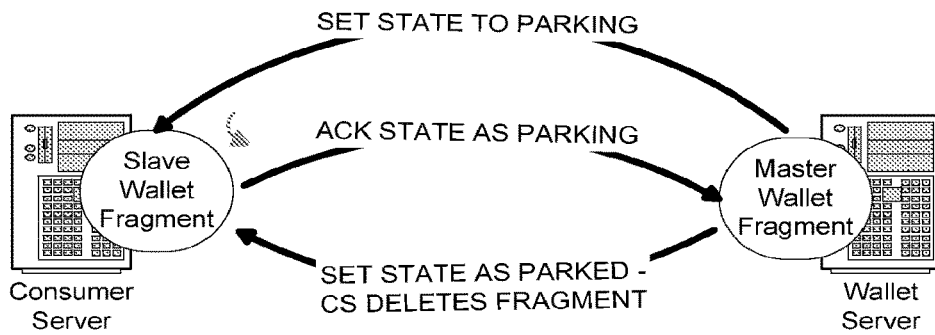 SET STATE TO PARKING
ACK STATE AS PARKING
Slave
Wallet
Fragment
Master
Wallet
Fragment
SET STATE AS PARKED -
CS DELETES FRAGMENT
Consumer
Server
Wallet
Server